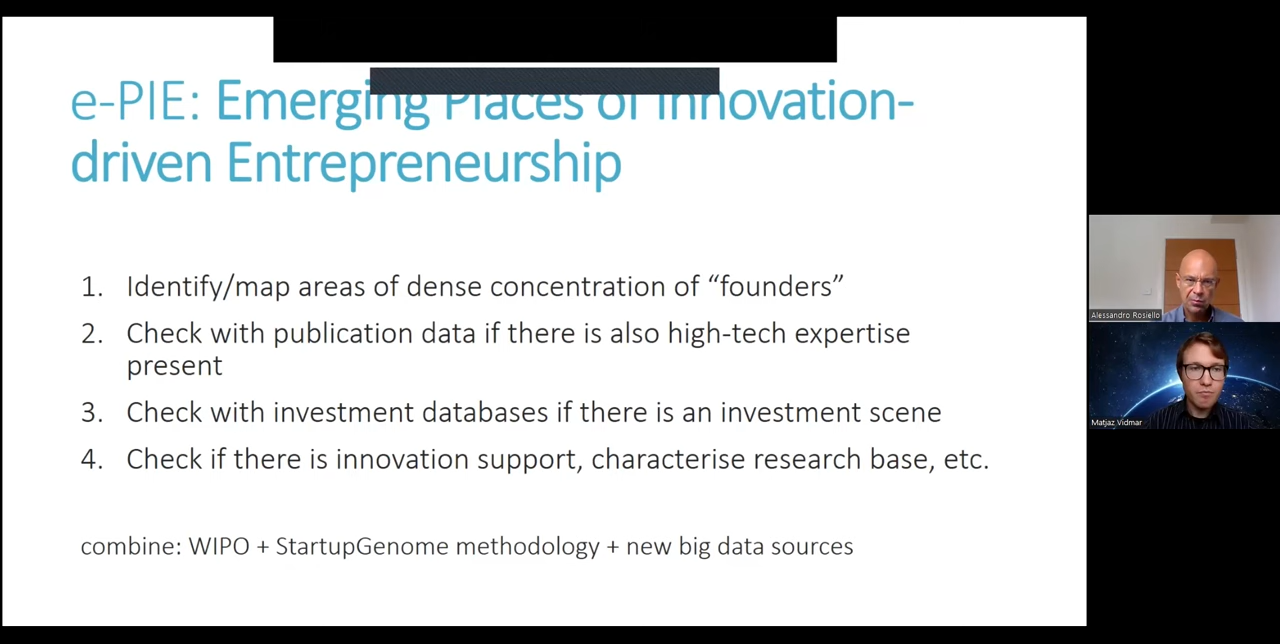 e-PIE: Emerging Places of Innovation-
driven Entrepreneurship
1. Identify/map areas of dense concentration of “founders”
2. Check with publication data if there is also high-tech expertise
present
3. Check with investment databases if there is an investment scene
4. Check if there is innovation support, characterise research base, etc.
combine: WIPO + StartupGenome methodology + new big data sources
Alessandro Rosiello
Matjaz Vidmar